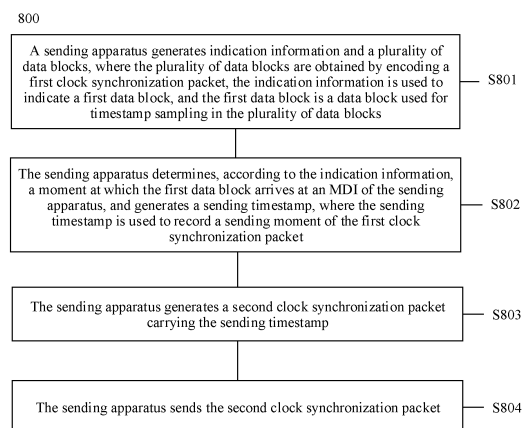 800
A sending apparatus generates indication information and a plurality of
data blocks, where the plurality of data blocks are obtained by encoding a
first clock synchronization packet, the indication information is used to
indicate a first data block, and the first data block is a data block used for
timestamp sampling in the plurality of data blocks
S801
The sending apparatus determines, according to the indication information,
a moment at which the first data block arrives at an MDI of the sending
apparatus, and generates a sending timestamp, where the sending
timestamp is used to record a sending moment of the first clock
synchronization packet
S802
The sending apparatus generates a second clock synchronization packet
carrying the sending timestamp
S803
The sending apparatus sends the second clock synchronization packet
S804